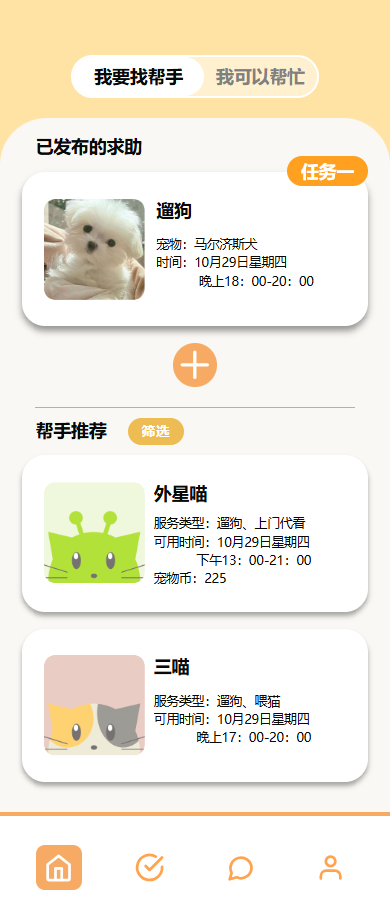 我要找帮手
我可以帮忙
已发布的求助
任务一
遛狗
宠物：马尔济斯犬
时间：10月29日星期四
晚上18：00-20：00
帮手推荐
筛选
外星喵
服务类型：遛狗、上门代看
可用时间：10月29日星期四
下午13：00-21：00
宠物币：225
三喵
服务类型：遛狗、喂猫
可用时间：10月29日星期四
晚上17：00-20：00